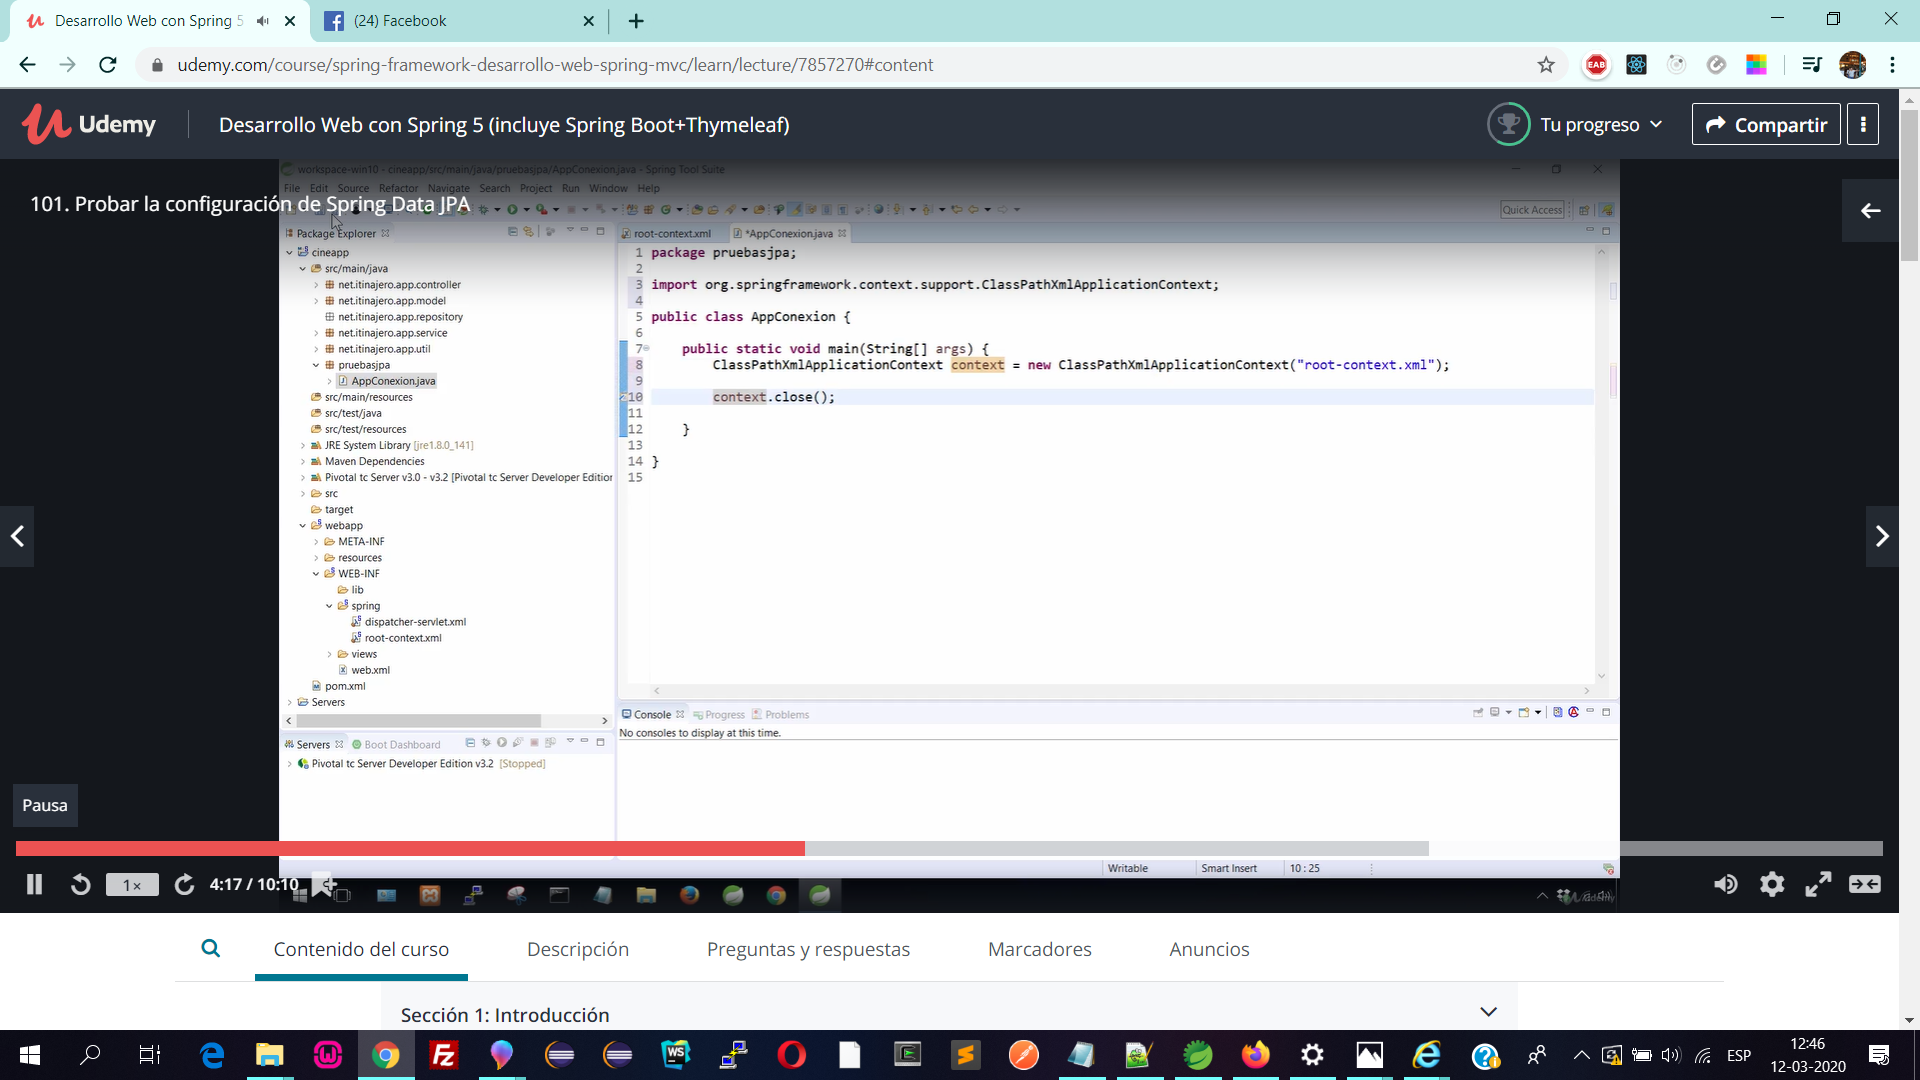 Desarrollo Web con Spring 5
(24) Facebook
udemy.com/course/spring-framework-desarrollo-web-spring-mvc/learn/lecture/7857270#content
EAB
Udemy
Desarrollo Web con Spring 5 (incluye Spring Boot+Thymeleaf)
Tu progreso
Compartir
workspace-win10 - cineapp/src/main/java/pruebasjpa/AppConexion.java - Spring Tool Suite
File Edit Source Refactor Navigate Search Project Run Window Help
101. Probar la configuración de Spring Data JPA
Quick Access
Package Explorer
cineapp
src/main/java
net.itinajero.app.controller
net.itinajero.app.model
net.itinajero.app.repository
net.itinajero.app.service
net.itinajero.app.util
pruebasjpa
AppConexion.java
src/main/resources
src/test/java
src/test/resources
JRE System Library [jre1.8.0_141]
Maven Dependencies
Pivotal tc Server v3.0 - v3.2 [Pivotal tc Server Developer Edition
src
target
webapp
META-INF
resources
WEB-INF
lib
spring
dispatcher-servlet.xml
root-context.xml
views
web.xml
pom.xml
Servers
root-context.xml
*AppConexion.java
1 package pruebasjpa;
2
3 import org.springframework.context.support.ClassPathXmlApplicationContext;
4
5 public class AppConexion {
6
7 public static void main(String[] args) {
8 ClassPathXmlApplicationContext context = new ClassPathXmlApplicationContext("root-context.xml");
9
10 context.close();
11
12 }
13
14 }
15
Servers
Boot Dashboard
Pivotal tc Server Developer Edition v3.2 [Stopped]
Console
Progress
Problems
No consoles to display at this time.
Writable
Smart Insert
10 : 25
Pausa
1×
4:17 / 10:10
Udemy
Contenido del curso
Descripción
Preguntas y respuestas
Marcadores
Anuncios
Sección 1: Introducción
FZ
WS
ESP
12:46
12-03-2020